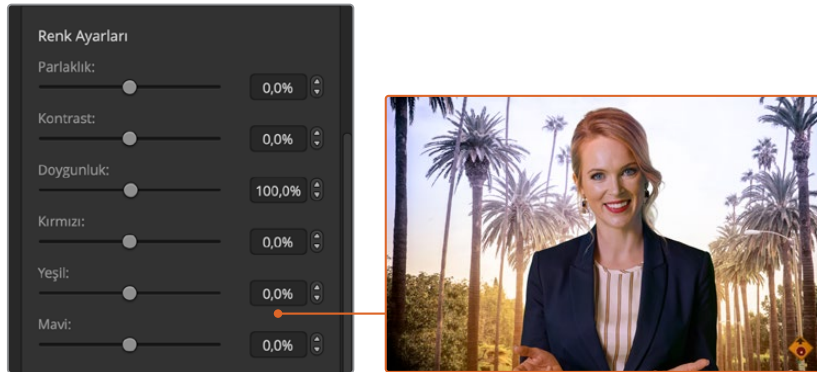 Renk Ayarları
Parlaklık:
0,0%
Kontrast:
0,0%
Doygunluk:
100,0%
Kırmızı:
0,0%
Yeşil:
0,0%
Mavi:
0,0%